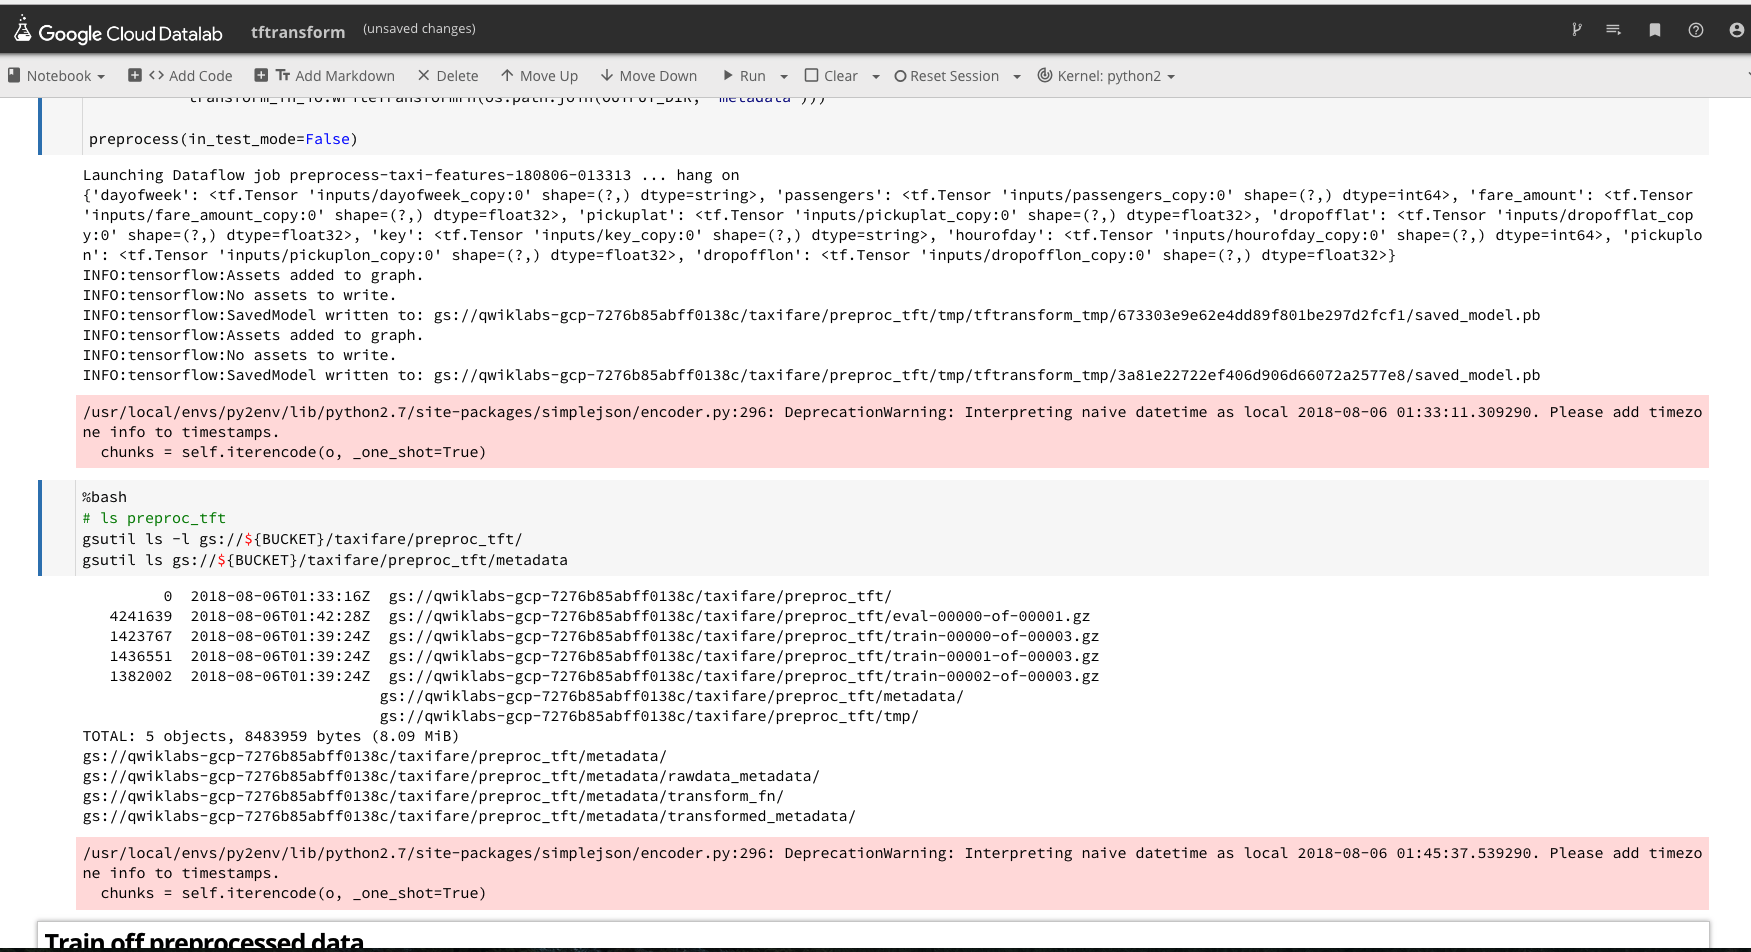 Google Cloud Datalab tftransform (unsaved changes)
Notebook <> Add Code Tт Add Markdown Delete Move Up Move Down Run Clear Reset Session Kernel: python2
transform_fn_io.WriteTransformFn(os.path.join(OUTPUT_DIR, 'metadata')))
preprocess(in_test_mode=False)
Launching Dataflow job preprocess-taxi-features-180806-013313 ... hang on
{'dayofweek': <tf.Tensor 'inputs/dayofweek_copy:0' shape=(?,) dtype=string>, 'passengers': <tf.Tensor 'inputs/passengers_copy:0' shape=(?,) dtype=int64>, 'fare_amount': <tf.Tensor
'inputs/fare_amount_copy:0' shape=(?,) dtype=float32>, 'pickuplat': <tf.Tensor 'inputs/pickuplat_copy:0' shape=(?,) dtype=float32>, 'dropofflat': <tf.Tensor 'inputs/dropofflat_cop
y:0' shape=(?,) dtype=float32>, 'key': <tf.Tensor 'inputs/key_copy:0' shape=(?,) dtype=string>, 'hourofday': <tf.Tensor 'inputs/hourofday_copy:0' shape=(?,) dtype=int64>, 'pickuplo
n': <tf.Tensor 'inputs/pickuplon_copy:0' shape=(?,) dtype=float32>, 'dropofflon': <tf.Tensor 'inputs/dropofflon_copy:0' shape=(?,) dtype=float32>}
INFO:tensorflow:Assets added to graph.
INFO:tensorflow:No assets to write.
INFO:tensorflow:SavedModel written to: gs://qwiklabs-gcp-7276b85abff0138c/taxifare/preproc_tft/tmp/tftransform_tmp/673303e9e62e4dd89f801be297d2fcf1/saved_model.pb
INFO:tensorflow:Assets added to graph.
INFO:tensorflow:No assets to write.
INFO:tensorflow:SavedModel written to: gs://qwiklabs-gcp-7276b85abff0138c/taxifare/preproc_tft/tmp/tftransform_tmp/3a81e22722ef406d906d66072a2577e8/saved_model.pb
/usr/local/envs/py2env/lib/python2.7/site-packages/simplejson/encoder.py:296: DeprecationWarning: Interpreting naive datetime as local 2018-08-06 01:33:11.309290. Please add timezo
ne info to timestamps.
chunks = self.iterencode(o, _one_shot=True)
%bash
# ls preproc_tft
gsutil ls -l gs://${BUCKET}/taxifare/preproc_tft/
gsutil ls gs://${BUCKET}/taxifare/preproc_tft/metadata
0 2018-08-06T01:33:16Z gs://qwiklabs-gcp-7276b85abff0138c/taxifare/preproc_tft/
4241639 2018-08-06T01:42:28Z gs://qwiklabs-gcp-7276b85abff0138c/taxifare/preproc_tft/eval-00000-of-00001.gz
1423767 2018-08-06T01:39:24Z gs://qwiklabs-gcp-7276b85abff0138c/taxifare/preproc_tft/train-00000-of-00003.gz
1436551 2018-08-06T01:39:24Z gs://qwiklabs-gcp-7276b85abff0138c/taxifare/preproc_tft/train-00001-of-00003.gz
1382002 2018-08-06T01:39:24Z gs://qwiklabs-gcp-7276b85abff0138c/taxifare/preproc_tft/train-00002-of-00003.gz
gs://qwiklabs-gcp-7276b85abff0138c/taxifare/preproc_tft/metadata/
gs://qwiklabs-gcp-7276b85abff0138c/taxifare/preproc_tft/tmp/
TOTAL: 5 objects, 8483959 bytes (8.09 MiB)
gs://qwiklabs-gcp-7276b85abff0138c/taxifare/preproc_tft/metadata/
gs://qwiklabs-gcp-7276b85abff0138c/taxifare/preproc_tft/metadata/rawdata_metadata/
gs://qwiklabs-gcp-7276b85abff0138c/taxifare/preproc_tft/metadata/transform_fn/
gs://qwiklabs-gcp-7276b85abff0138c/taxifare/preproc_tft/metadata/transformed_metadata/
/usr/local/envs/py2env/lib/python2.7/site-packages/simplejson/encoder.py:296: DeprecationWarning: Interpreting naive datetime as local 2018-08-06 01:45:37.539290. Please add timezo
ne info to timestamps.
chunks = self.iterencode(o, _one_shot=True)
Train off preprocessed data